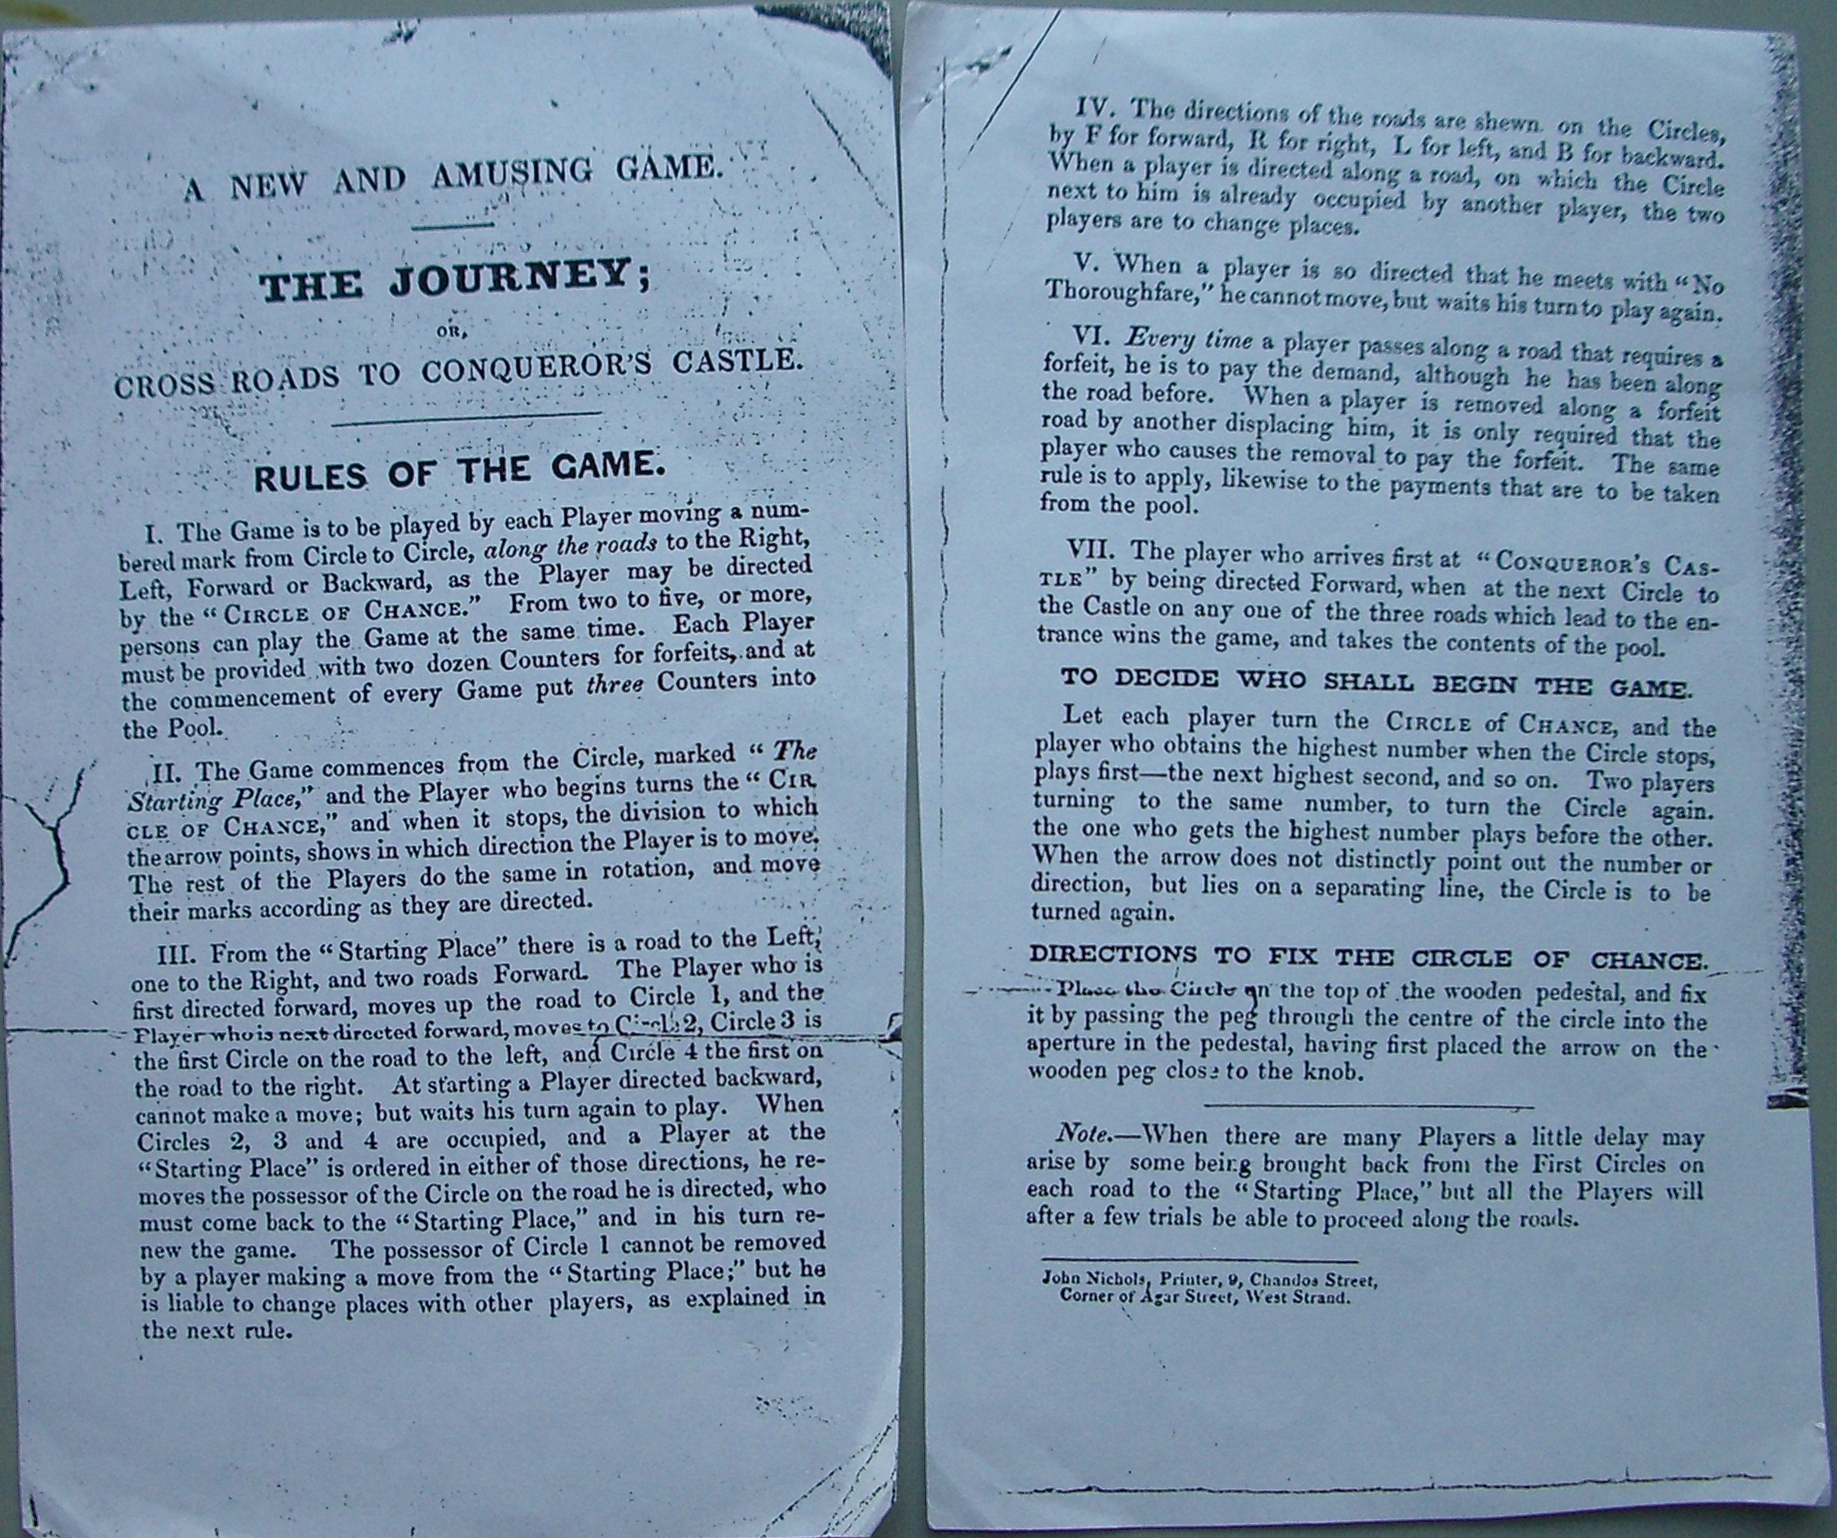 A NEW AND AMUSING GAME.
THE JOURNEY;
OR,
CROSS ROADS TO CONQUEROR'S CASTLE.
RULES OF THE GAME.
I. The Game is to be played by each Player moving a num-
bered mark from Circle to Circle, along the roads to the Right,
Left, Forward or Backward, as the Player may be directed
by the “CIRCLE OF CHANCE.” From two to five, or more,
persons can play the Game at the same time. Each Player
must be provided with two dozen Counters for forfeits, and at
the commencement of every Game put three Counters into
the Pool.
II. The Game commences from the Circle, marked “The
Starting Place,” and the Player who begins turns the “CIR
CLE OF CHANCE,” and when it stops, the division to which
the arrow points, shows in which direction the Player is to move.
The rest of the Players do the same in rotation, and move
their marks according as they are directed.
III. From the “Starting Place” there is a road to the Left,
one to the Right, and two roads Forward. The Player who is
first directed forward, moves up the road to Circle 1, and the
Player who is next directed forward, moves to Circle 2, Circle 3 is
the first Circle on the road to the left, and Circle 4 the first on
the road to the right. At starting a Player directed backward,
cannot make a move; but waits his turn again to play. When
Circles 2, 3 and 4 are occupied, and a Player at the
“Starting Place” is ordered in either of those directions, he re-
moves the possessor of the Circle on the road he is directed, who
must come back to the “Starting Place,” and in his turn re-
new the game. The possessor of Circle 1 cannot be removed
by a player making a move from the “Starting Place;” but he
is liable to change places with other players, as explained in
the next rule.
IV. The directions of the roads are shewn on the Circles,
by F for forward, R for right, L for left, and B for backward.
When a player is directed along a road, on which the Circle
next to him is already occupied by another player, the two
players are to change places.
V. When a player is so directed that he meets with “No
Thoroughfare,” he cannot move, but waits his turn to play again.
VI. Every time a player passes along a road that requires a
forfeit, he is to pay the demand, although he has been along
the road before. When a player is removed along a forfeit
road by another displacing him, it is only required that the
player who causes the removal to pay the forfeit. The same
rule is to apply, likewise to the payments that are to be taken
from the pool.
VII. The player who arrives first at “CONQUEROR'S CAS-
TLE” by being directed Forward, when at the next Circle to
the Castle on any one of the three roads which lead to the en-
trance wins the game, and takes the contents of the pool.
TO DECIDE WHO SHALL BEGIN THE GAME.
Let each player turn the CIRCLE of CHANCE, and the
player who obtains the highest number when the Circle stops,
plays first—the next highest second, and so on. Two players
turning to the same number, to turn the Circle again.
the one who gets the highest number plays before the other.
When the arrow does not distinctly point out the number or
direction, but lies on a separating line, the Circle is to be
turned again.
DIRECTIONS TO FIX THE CIRCLE OF CHANCE.
Place the Circle on the top of the wooden pedestal, and fix
it by passing the peg through the centre of the circle into the
aperture in the pedestal, having first placed the arrow on the
wooden peg close to the knob.
Note.—When there are many Players a little delay may
arise by some being brought back from the First Circles on
each road to the “Starting Place,” but all the Players will
after a few trials be able to proceed along the roads.
John Nichols, Printer, 9, Chandos Street,
Corner of Agar Street, West Strand.